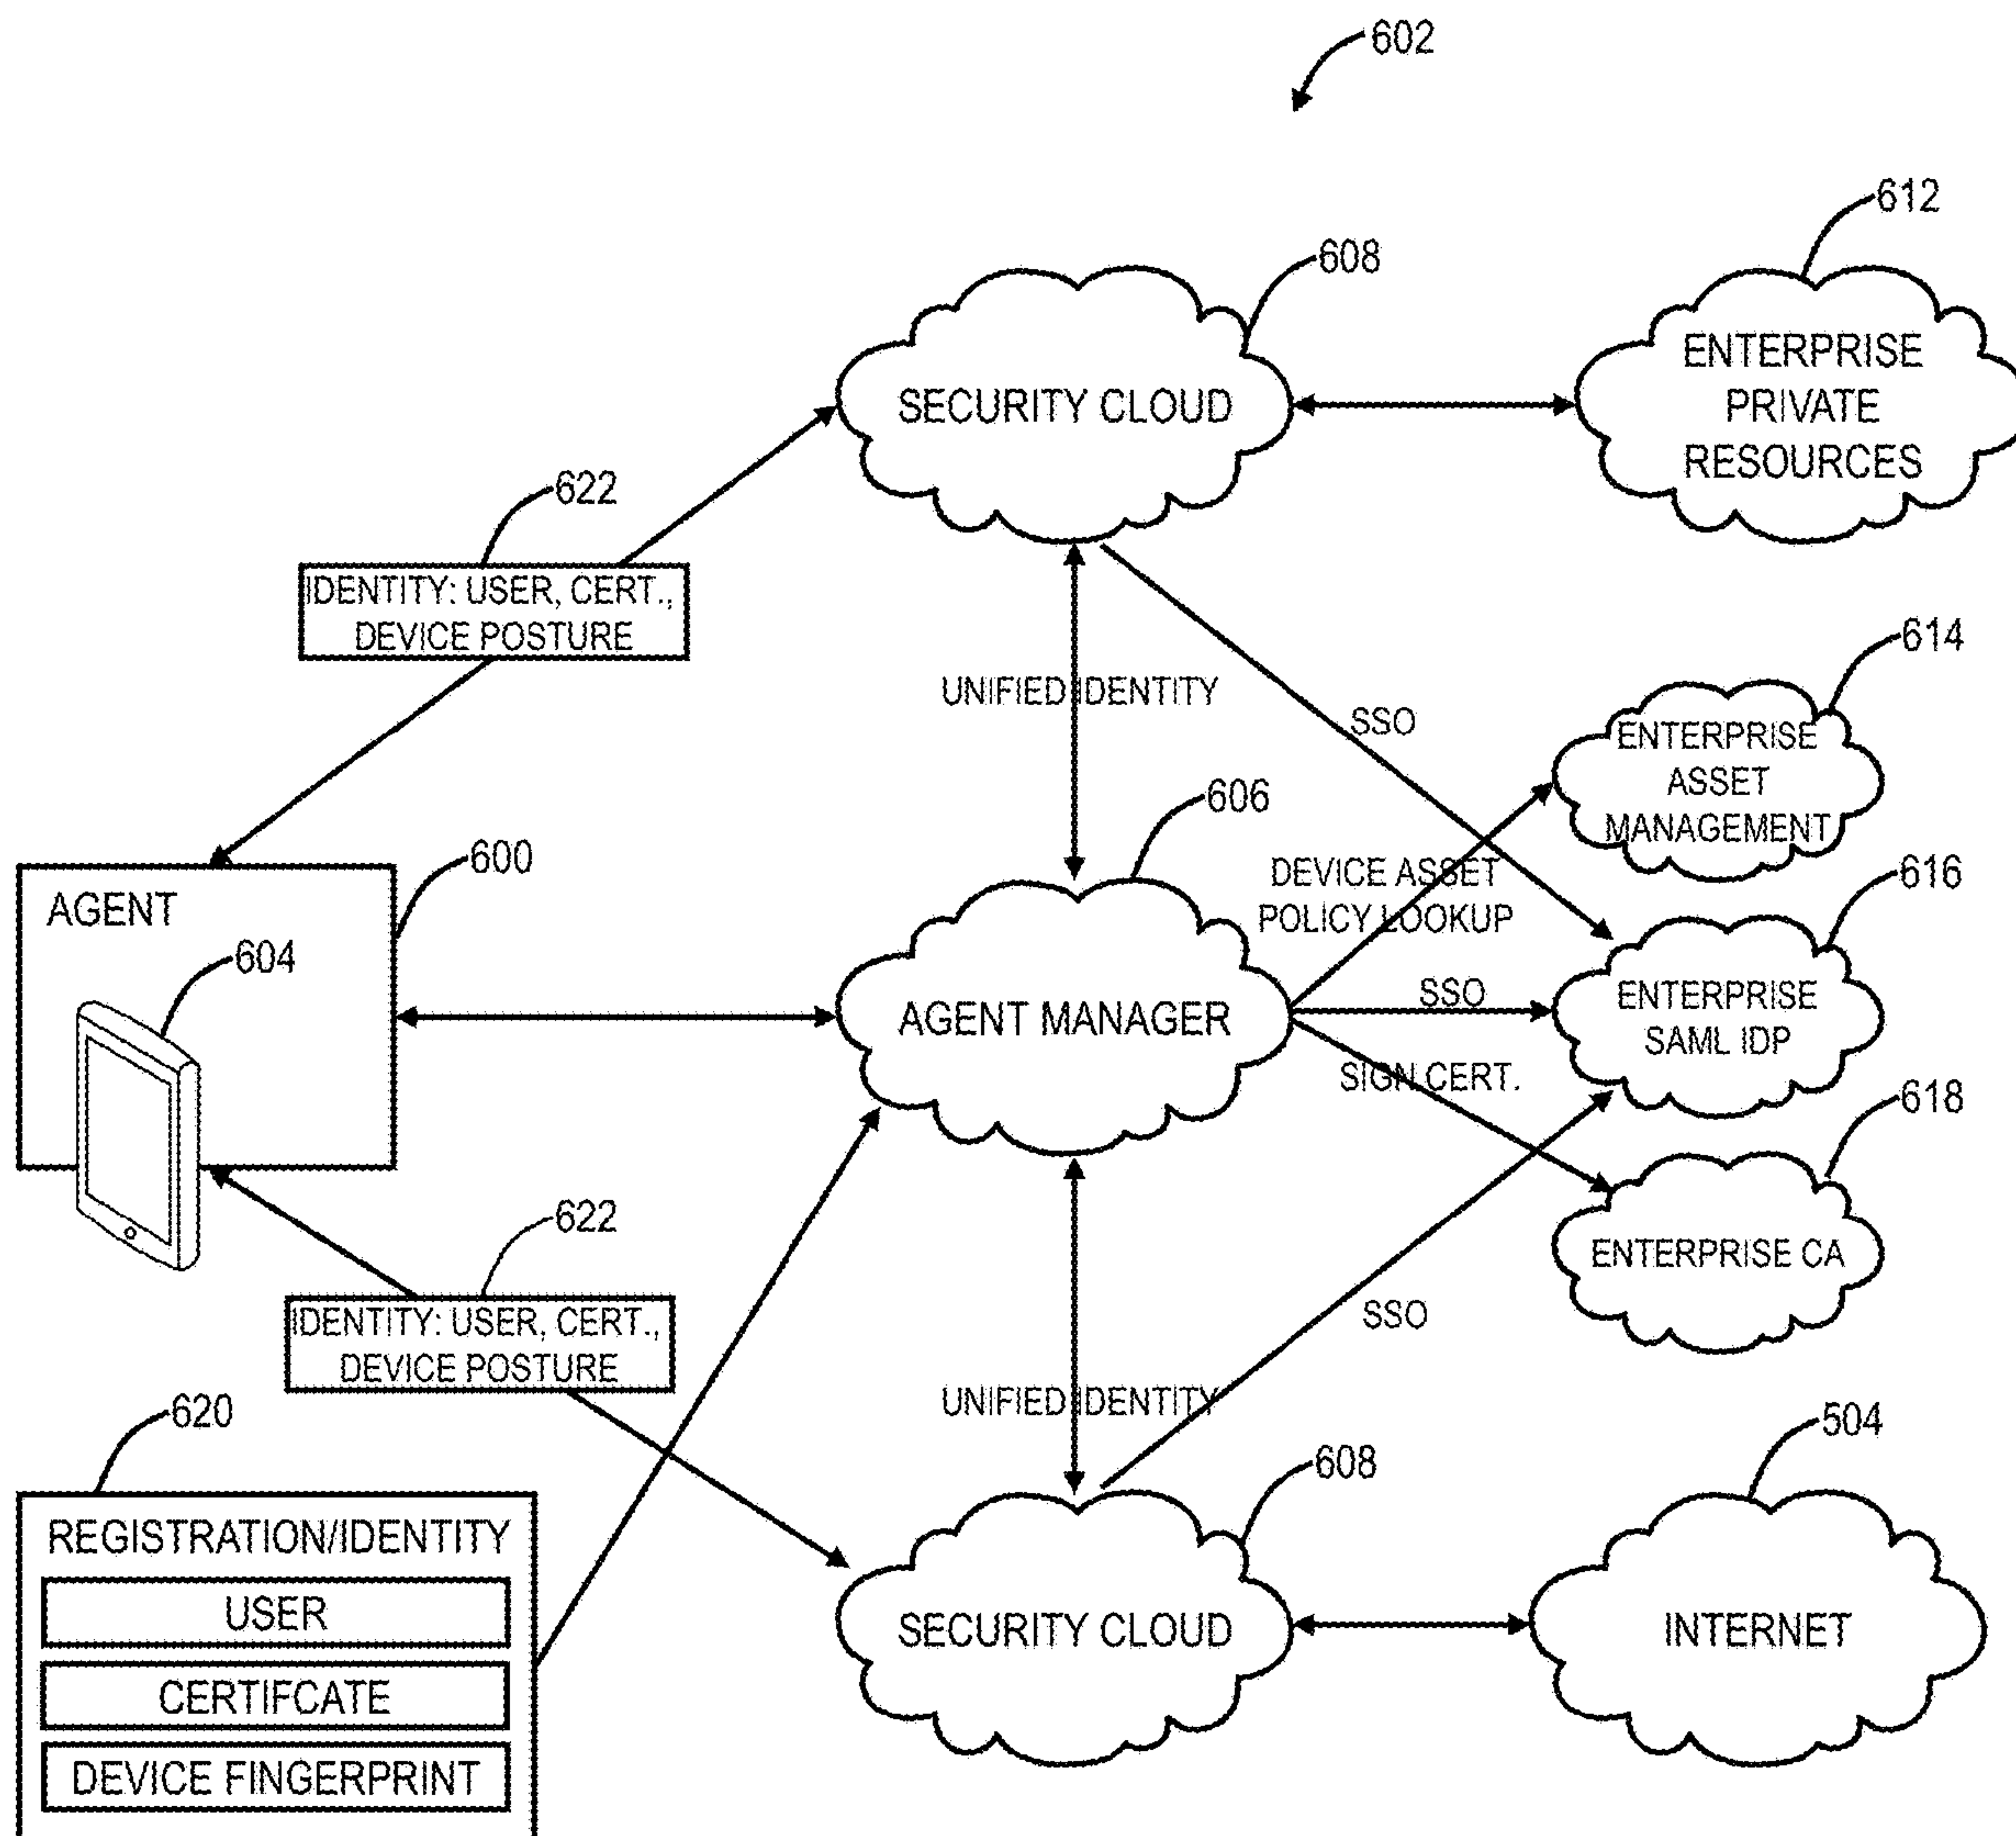 602
612
608
ENTERPRISE
PRIVATE
RESOURCES
SECURITY CLOUD
622
IDENTITY: USER, CERT.,
DEVICE POSTURE
614
UNIFIED IDENTITY
SSO
ENTERPRISE
ASSET
MANAGEMENT
606
600
DEVICE ASSET
POLICY LOOKUP
616
AGENT
604
AGENT MANAGER
SSO
ENTERPRISE
SAML IDP
SIGN CERT.
618
622
ENTERPRISE CA
IDENTITY: USER, CERT.,
DEVICE POSTURE
SSO
UNIFIED IDENTITY
620
504
608
REGISTRATION/IDENTITY
USER
CERTIFCATE
DEVICE FINGERPRINT
SECURITY CLOUD
INTERNET